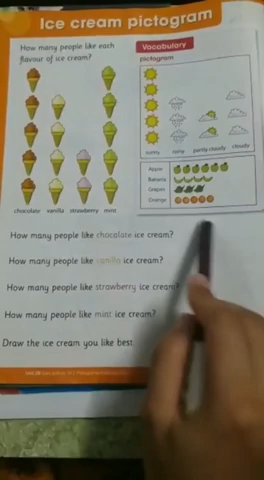 Ice cream pictogram
How many people like each
flavour of ice cream?
Vocabulary
pictogram
sunny rainy partly cloudy cloudy
Apple
Banana
Grapes
Orange
chocolate vanilla strawberry mint
How many people like chocolate ice cream?
How many people like vanilla ice cream?
How many people like strawberry ice cream?
How many people like mint ice cream?
Draw the ice cream you like best.